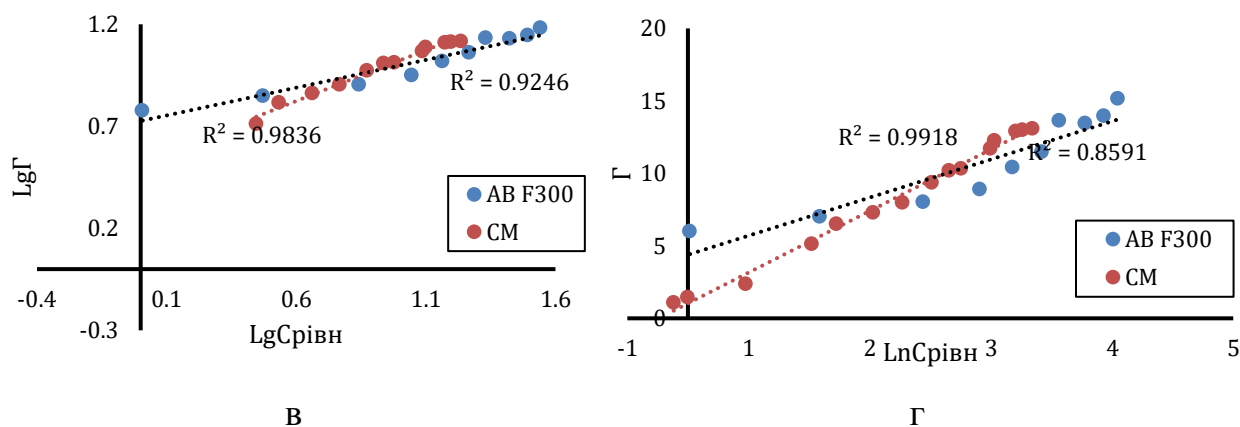 1.2
0.7
0.2
-0.3
LgΓ
-0.4
0.1
0.6
1.1
1.6
LgCрівн
R² = 0.9246
R² = 0.9836
AB F300
CM
В
20
15
10
5
0
Γ
-1
1
2
3
4
5
LnCрівн
R² = 0.9918
R² = 0.8591
AB F300
CM
Г